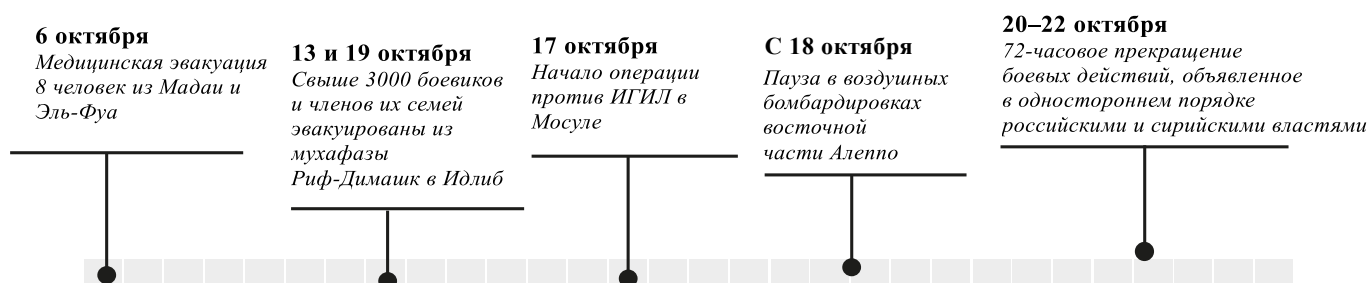 6 октября
Медицинская эвакуация
8 человек из Мадаи и
Эль-Фуа
13 и 19 октября
Свыше 3000 боевиков
и членов их семей
эвакуированы из
мухафазы
Риф-Димашк в Идлиб
17 октября
Начало операции
против ИГИЛ в
Мосуле
С 18 октября
Пауза в воздушных
бомбардировках
восточной
части Алеппо
20–22 октября
72-часовое прекращение
боевых действий, объявленное
в одностороннем порядке
российскими и сирийскими властями